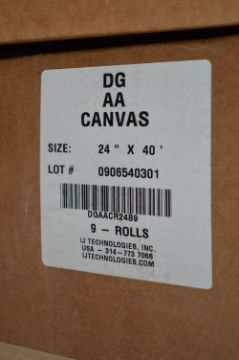 DG
AA
CANVAS
SIZE: 24 " X 40 '
LOT # 0906540301
DGAACR24B9
9 - ROLLS
IJ TECHNOLOGIES, INC.
USA - 314-773 7066
IJTECHNOLOGIES.COM